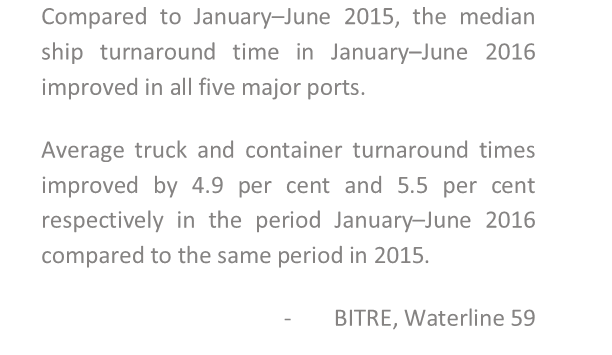 Compared to January–June 2015, the median
ship turnaround time in January–June 2016
improved in all five major ports.
Average truck and container turnaround times
improved by 4.9 per cent and 5.5 per cent
respectively in the period January–June 2016
compared to the same period in 2015.
- BITRE, Waterline 59